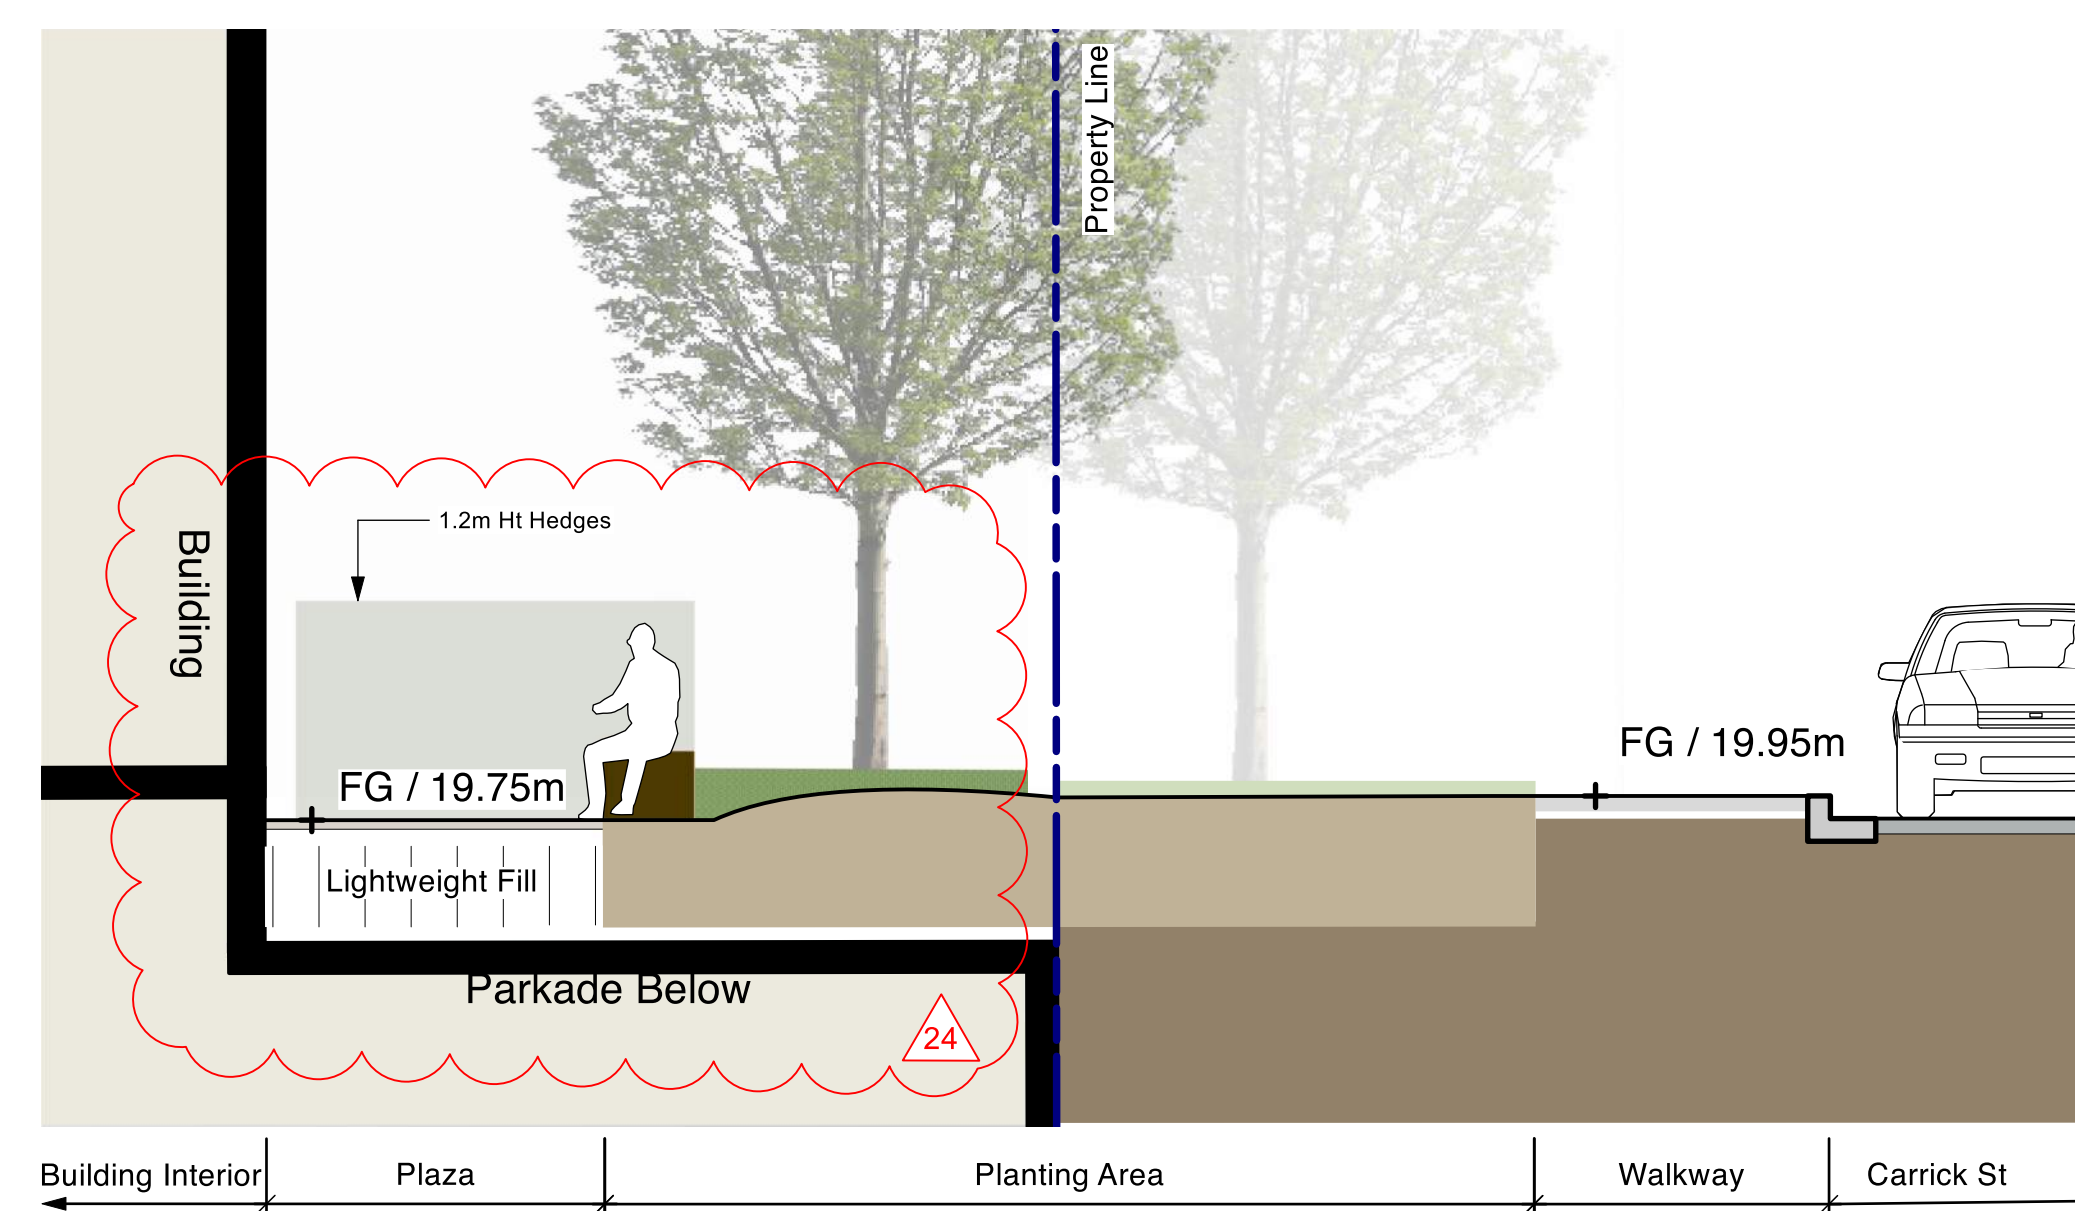 Property Line
1.2m Ht Hedges
Building
FG / 19.75m
FG / 19.95m
Lightweight Fill
Parkade Below
24
Building Interior
Plaza
Planting Area
Walkway
Carrick St